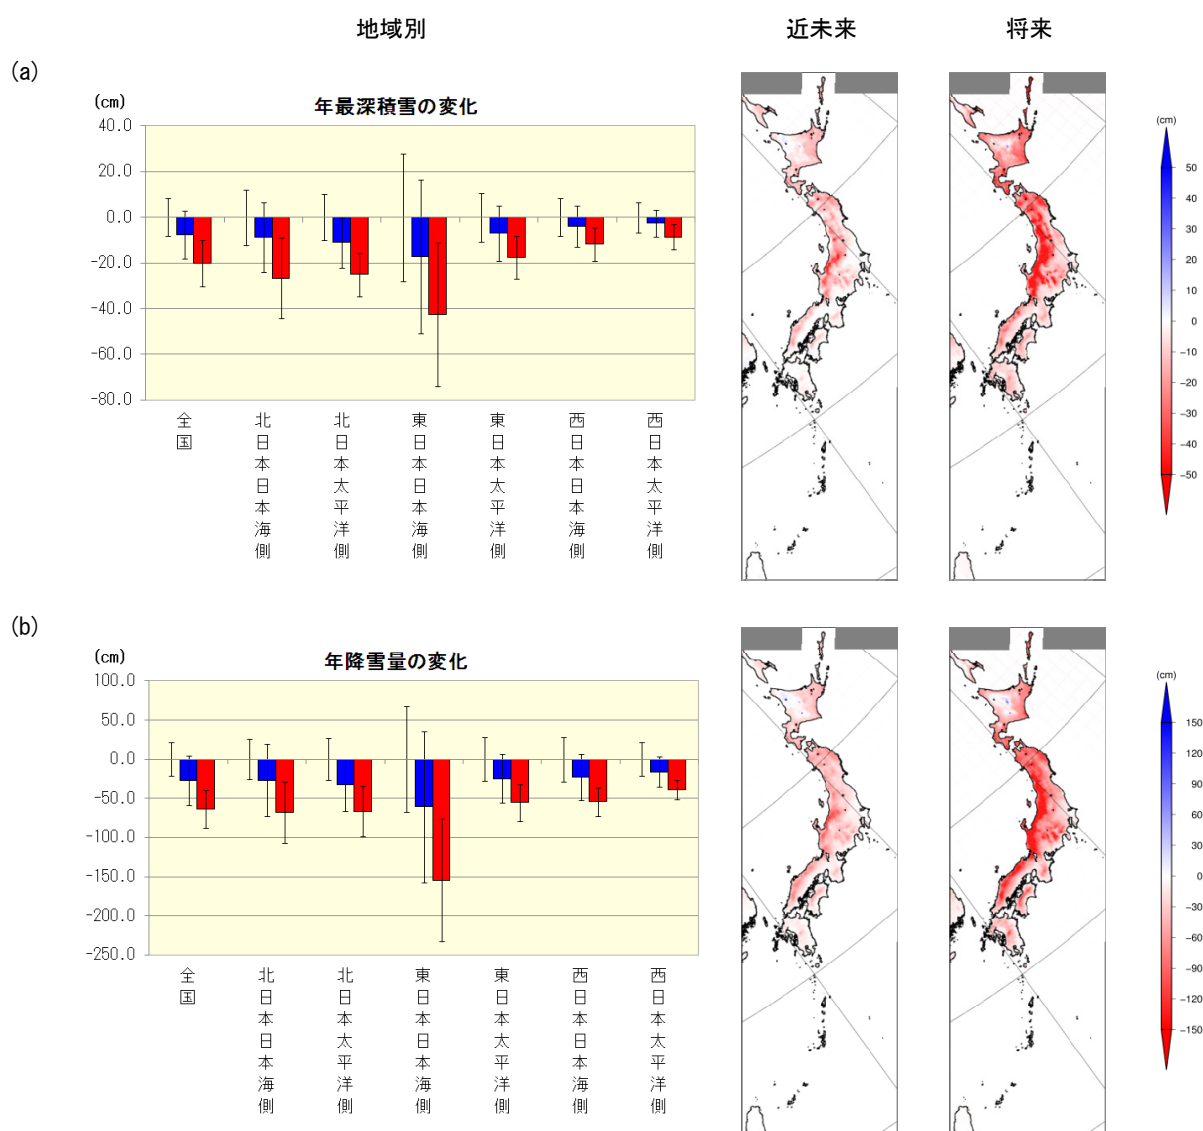 地域別
近未来
将来
(a)
(cm)
年最深積雪の変化
40.0
20.0
0.0
-20.0
-40.0
-60.0
-80.0
全国
北日本日本海側
北日本太平洋側
東日本日本海側
東日本太平洋側
西日本日本海側
西日本太平洋側
(cm)
50
40
30
20
10
0
-10
-20
-30
-40
-50
(b)
(cm)
年降雪量の変化
100.0
50.0
0.0
-50.0
-100.0
-150.0
-200.0
-250.0
全国
北日本日本海側
北日本太平洋側
東日本日本海側
東日本太平洋側
西日本日本海側
西日本太平洋側
(cm)
150
120
90
60
30
0
-30
-60
-90
-120
-150